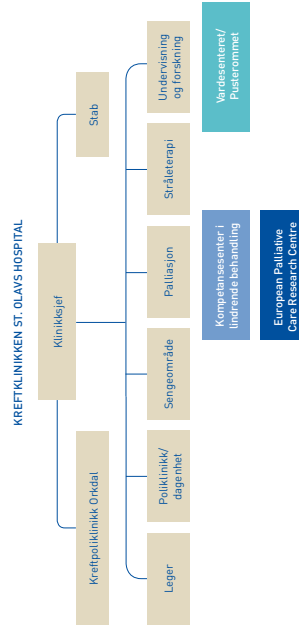 KREFTKLINIKKEN ST. OLAVS HOSPITAL
Klinikksjef
Kreftpoliklinikk Orkdal
Stab
Leger
Poliklinikk/
dagenhet
Sengeområde
Palliasjon
Stråleterapi
Undervisning
og forskning
Kompetansesenter i
lindrende behandling
Vardesenteret/
Pusterommet
European Palliative
Care Research Centre